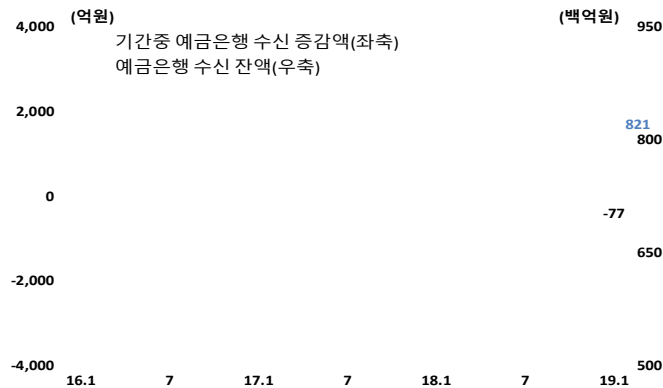 (억원) (백억원)
4,000 950
기간중 예금은행 수신 증감액(좌축)
예금은행 수신 잔액(우축)
2,000
821
800
0
-77
650
-2,000
-4,000 500
16.1 7 17.1 7 18.1 7 19.1